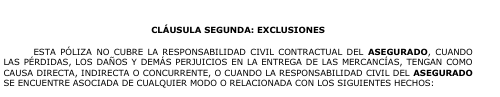 CLÁUSULA SEGUNDA: EXCLUSIONES
ESTA PÓLIZA NO CUBRE LA RESPONSABILIDAD CIVIL CONTRACTUAL DEL ASEGURADO, CUANDO
LAS PÉRDIDAS, LOS DAÑOS Y DEMÁS PERJUICIOS EN LA ENTREGA DE LAS MERCANCÍAS, TENGAN COMO
CAUSA DIRECTA, INDIRECTA O CONCURRENTE, O CUANDO LA RESPONSABILIDAD CIVIL DEL ASEGURADO
SE ENCUENTRE ASOCIADA DE CUALQUIER MODO O RELACIONADA CON LOS SIGUIENTES HECHOS: